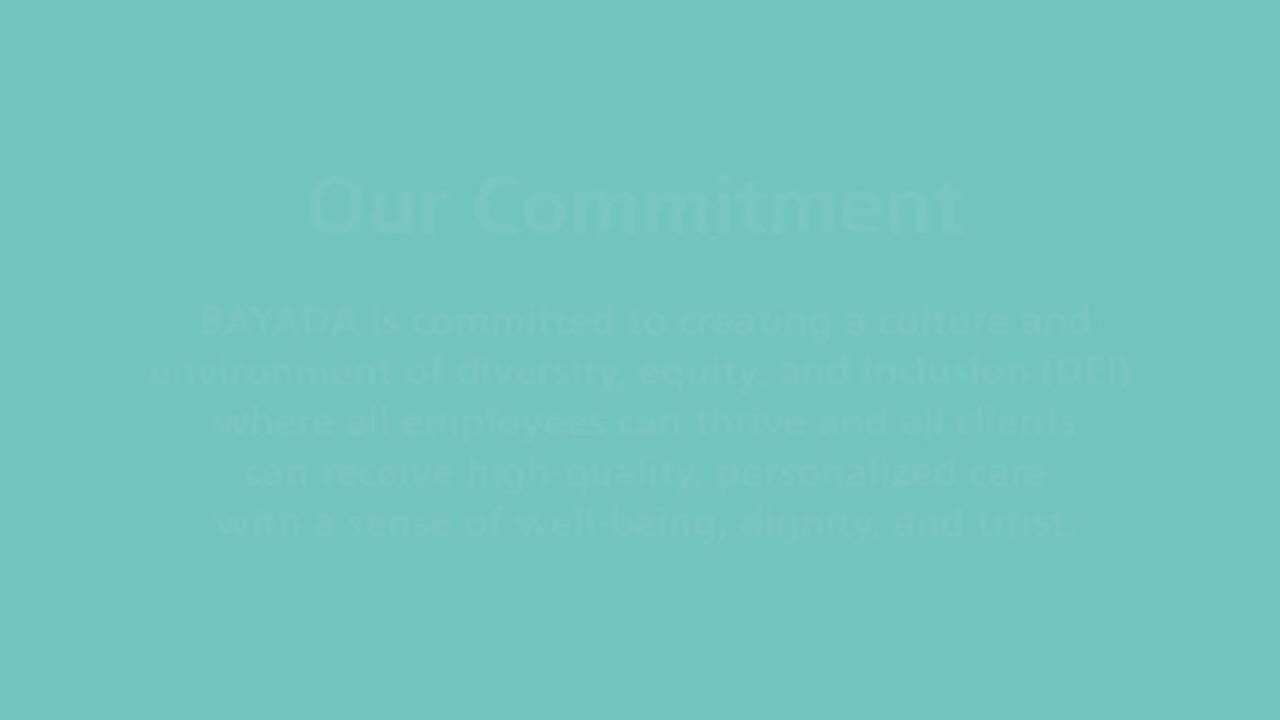 Our Commitment
BAYADA is committed to creating a culture and
environment of diversity, equity, and inclusion (DEI)
where all employees can thrive and all clients
can receive high-quality, personalized care
with a sense of well-being, dignity, and trust.